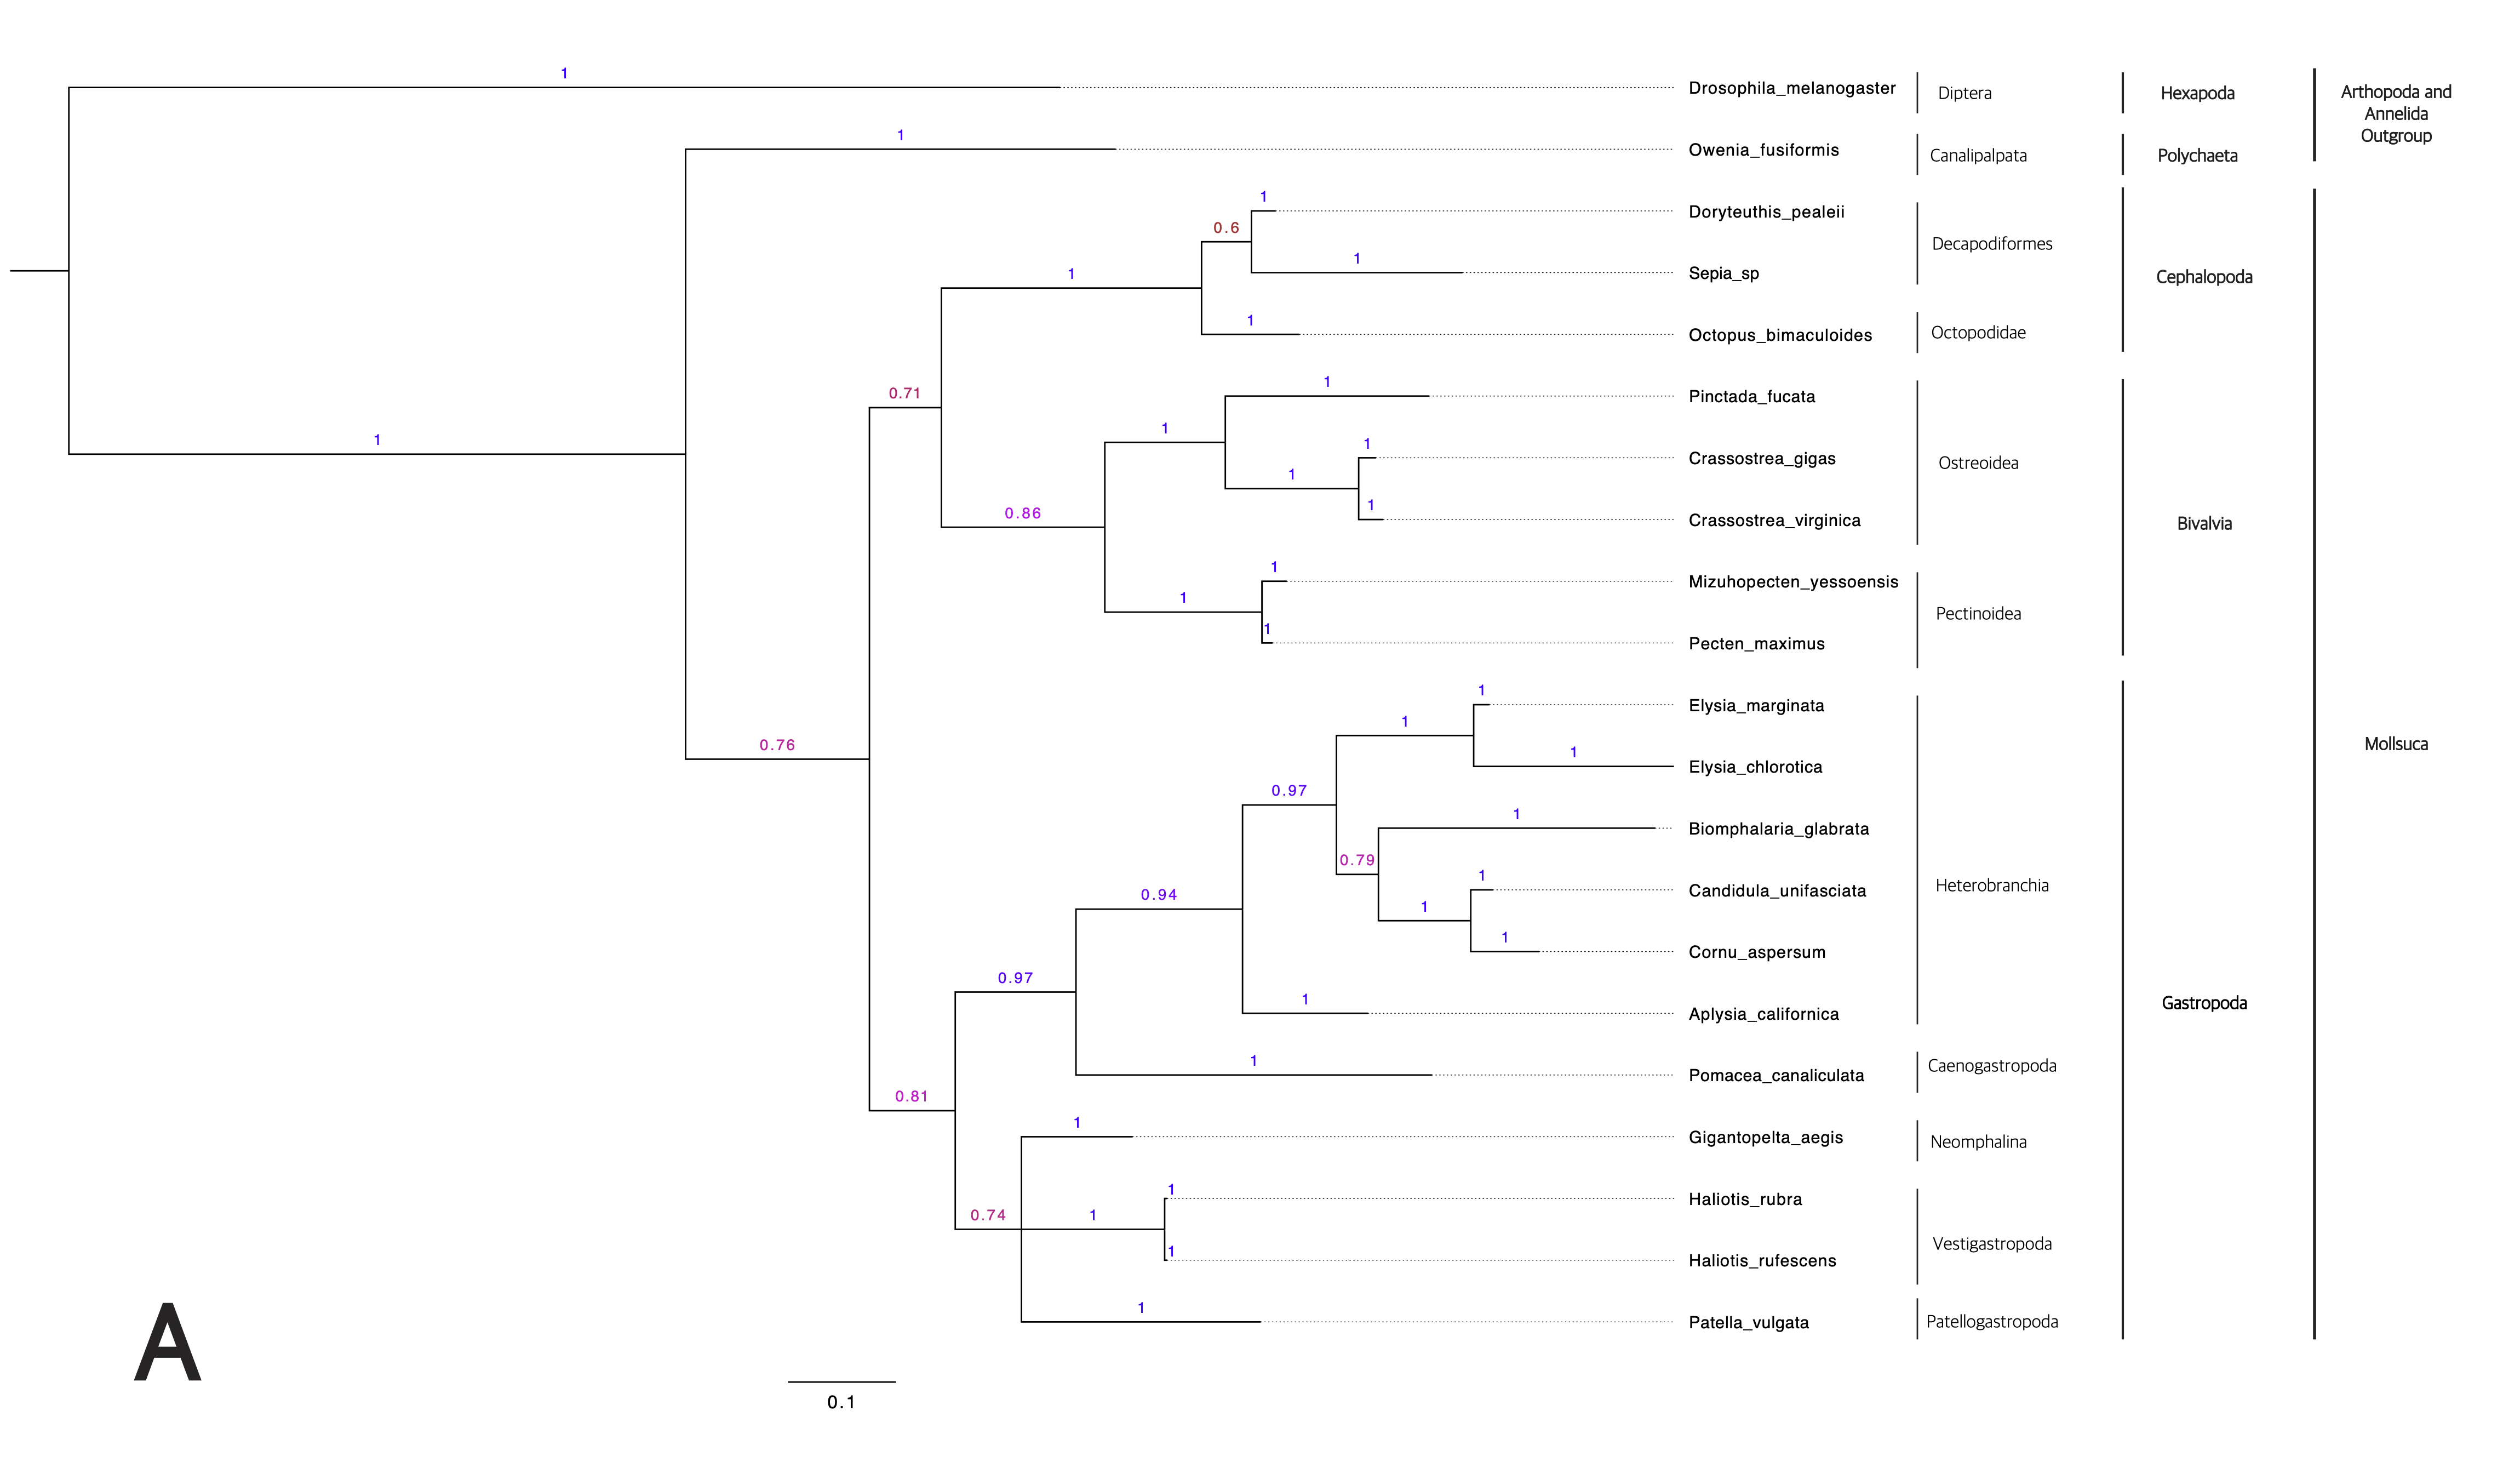 1
Drosophila_melanogaster
Diptera
Hexapoda
Arthopoda and
Annelida
Outgroup
1
Owenia_fusiformis
Canalipalpata
Polychaeta
1
Doryteuthis_pealeii
0.6
Decapodiformes
1
Sepia_sp
1
Cephalopoda
1
Octopus_bimaculoides
Octopodidae
0.71
1
Pinctada_fucata
1
1
Crassostrea_gigas
1
Ostreoidea
1
1
Crassostrea_virginica
0.86
Bivalvia
1
Mizuhopecten_yessoensis
1
Pectinoidea
1
Pecten_maximus
1
Elysia_marginata
1
0.76
1
Elysia_chlorotica
Mollsuca
0.97
1
Biomphalaria_glabrata
0.79
1
Candidula_unifasciata
Heterobranchia
0.94
1
1
Cornu_aspersum
0.97
1
Aplysia_californica
Gastropoda
1
Pomacea_canaliculata
Caenogastropoda
0.81
1
Gigantopelta_aegis
Neomphalina
1
Haliotis_rubra
0.74
1
Vestigastropoda
1
Haliotis_rufescens
1
Patella_vulgata
Patellogastropoda
A
0.1